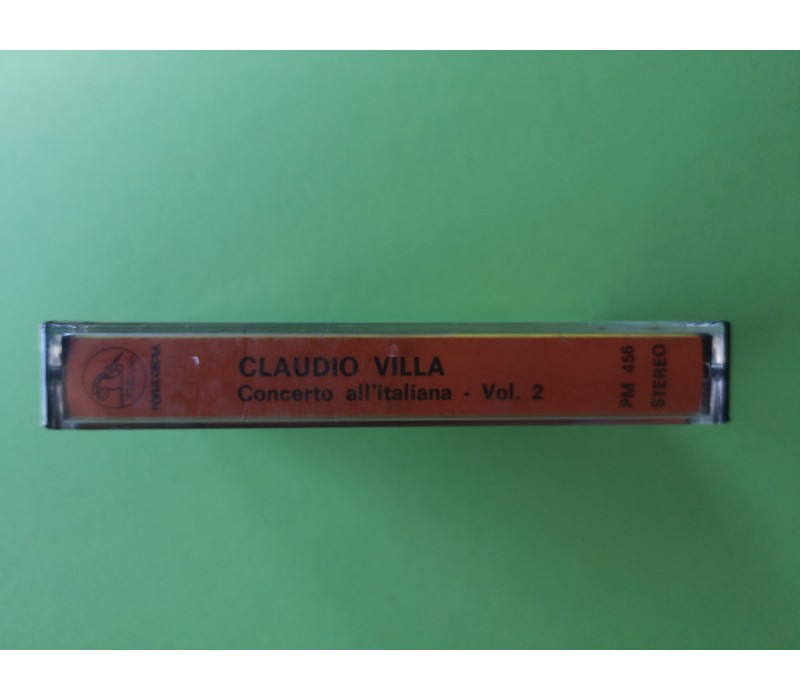 CLAUDIO VILLA
Concerto all'italiana - Vol. 2
PM 456
STEREO